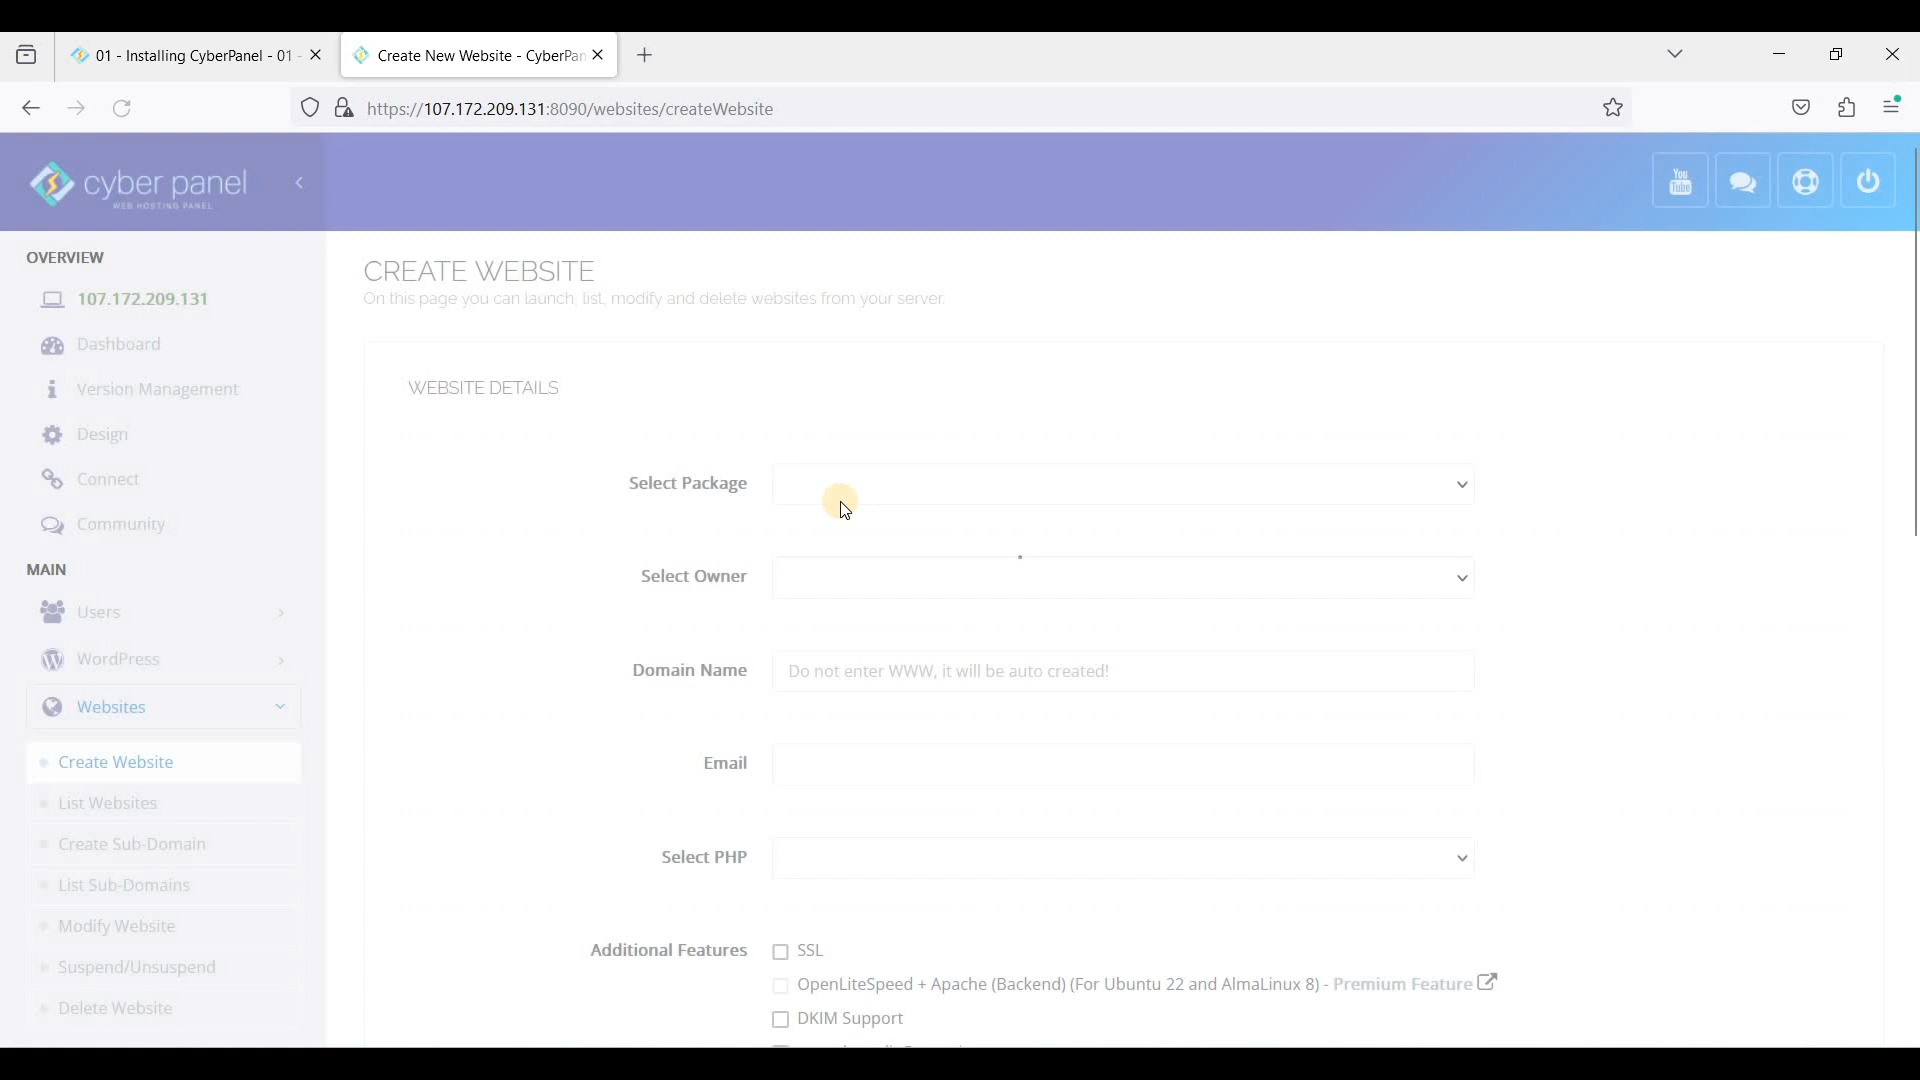 01 - Installing CyberPanel - 01 -
Create New Website - CyberPan
https://107.172.209.131:8090/websites/createWebsite
cyber panel
WEB HOSTING PANEL
You
Tube
OVERVIEW
107.172.209.131
Dashboard
Version Management
Design
Connect
Community
MAIN
Users
WordPress
Websites
Create Website
List Websites
Create Sub-Domain
List Sub-Domains
Modify Website
Suspend/Unsuspend
Delete Website
CREATE WEBSITE
On this page you can launch, list, modify and delete websites from your server.
WEBSITE DETAILS
Select Package
Select Owner
Domain Name
Do not enter WWW, it will be auto created!
Email
Select PHP
Additional Features
SSL
OpenLiteSpeed + Apache (Backend) (For Ubuntu 22 and AlmaLinux 8) - Premium Feature
DKIM Support